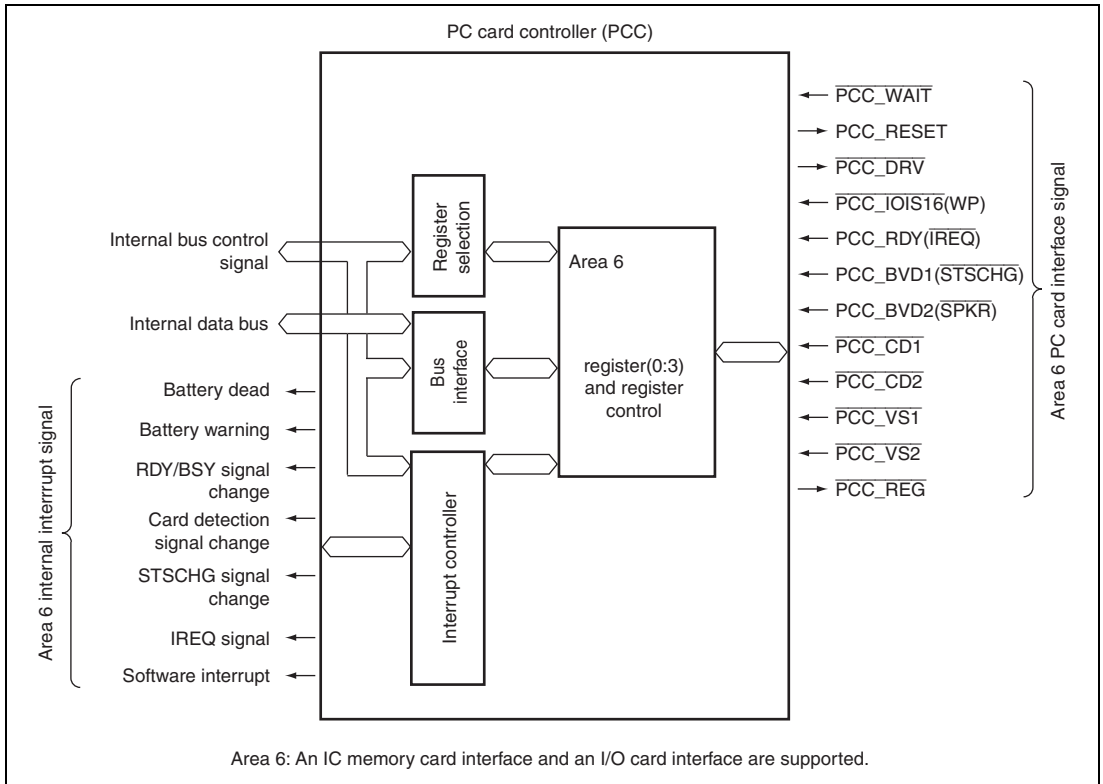 PC card controller (PCC)
Internal bus control
signal
Internal data bus
Area 6 internal interrrupt signal
Battery dead
Battery warning
RDY/BSY signal
change
Card detection
signal change
STSCHG signal
change
IREQ signal
Software interrupt
Register
selection
Bus
interface
Interrupt controller
Area 6
register(0:3)
and register
control
PCC_WAIT
PCC_RESET
PCC_DRV
PCC_IOIS16(WP)
PCC_RDY(IREQ)
PCC_BVD1(STSCHG)
PCC_BVD2(SPKR)
PCC_CD1
PCC_CD2
PCC_VS1
PCC_VS2
PCC_REG
Area 6 PC card interface signal
Area 6: An IC memory card interface and an I/O card interface are supported.